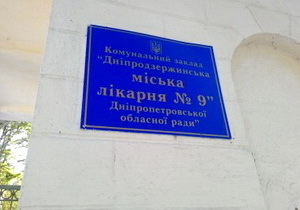 Комунальний заклад
"Дніпродзержинська
міська
лікарня № 9"
Дніпропетровської
обласної ради"